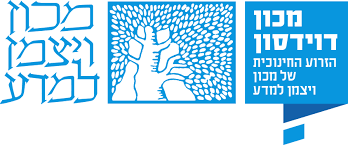 מכון
דוידסון
הזרוע החינוכית
של מכון
ויצמן למדע
מכון
ויצמן
למדע